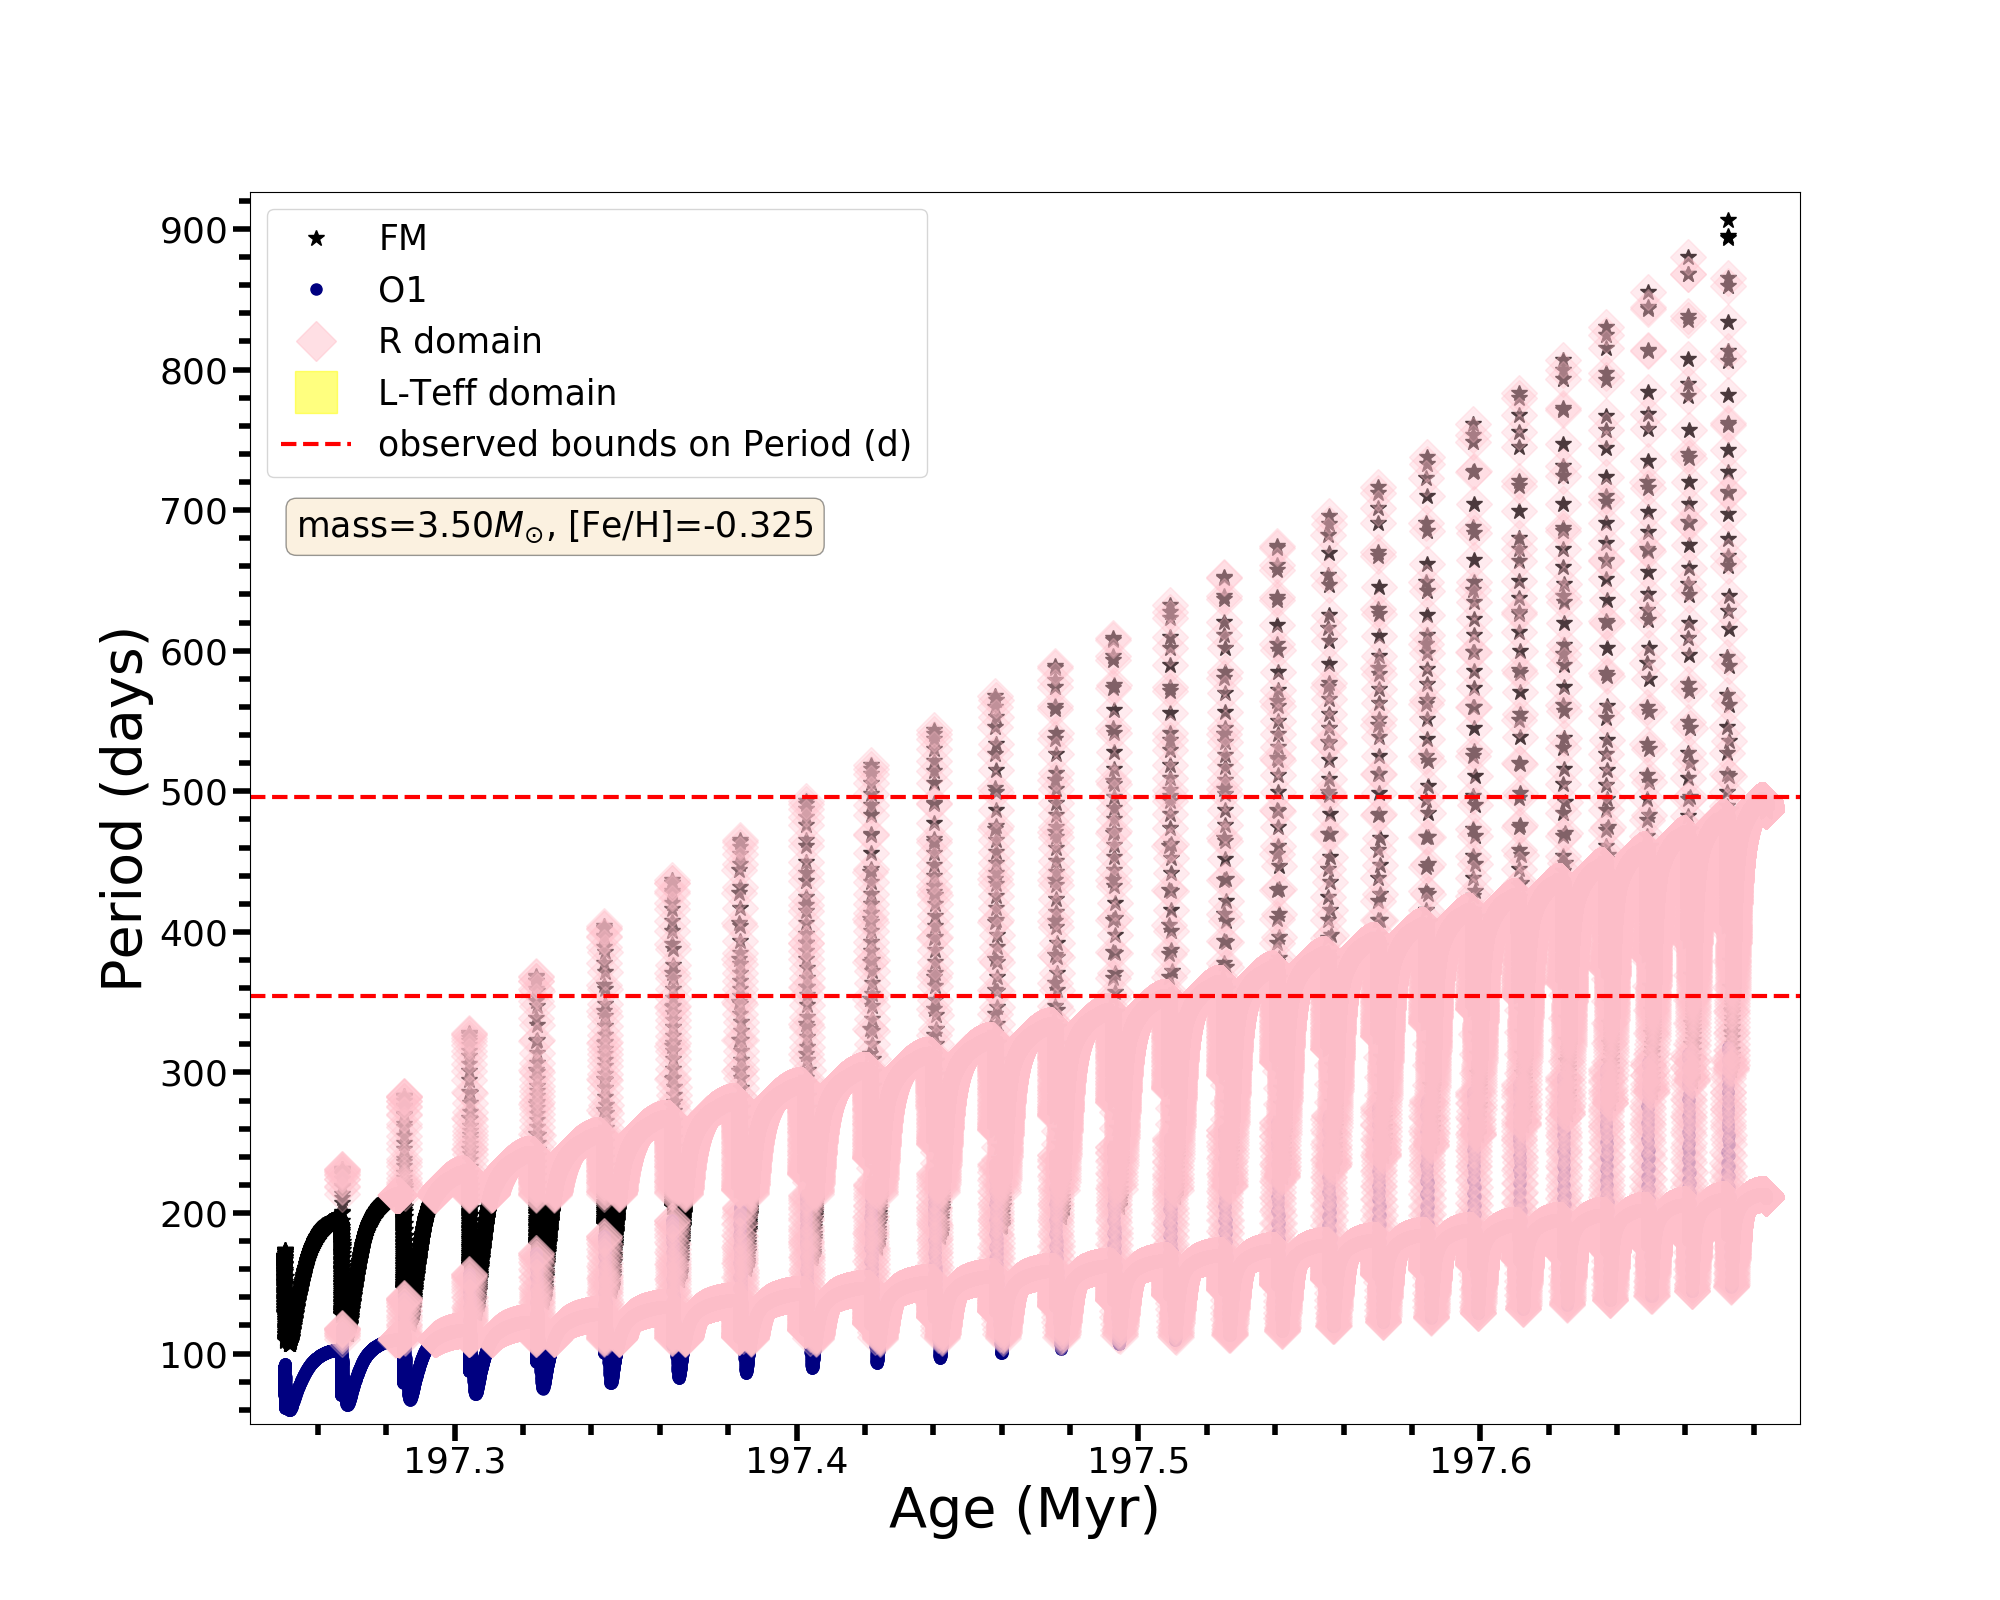 FM
O1
R domain
L-Teff domain
observed bounds on Period (d)
mass=3.50M⊙, [Fe/H]=-0.325
Period (days)
900
800
700
600
500
400
300
200
100
197.3 197.4 197.5 197.6
Age (Myr)